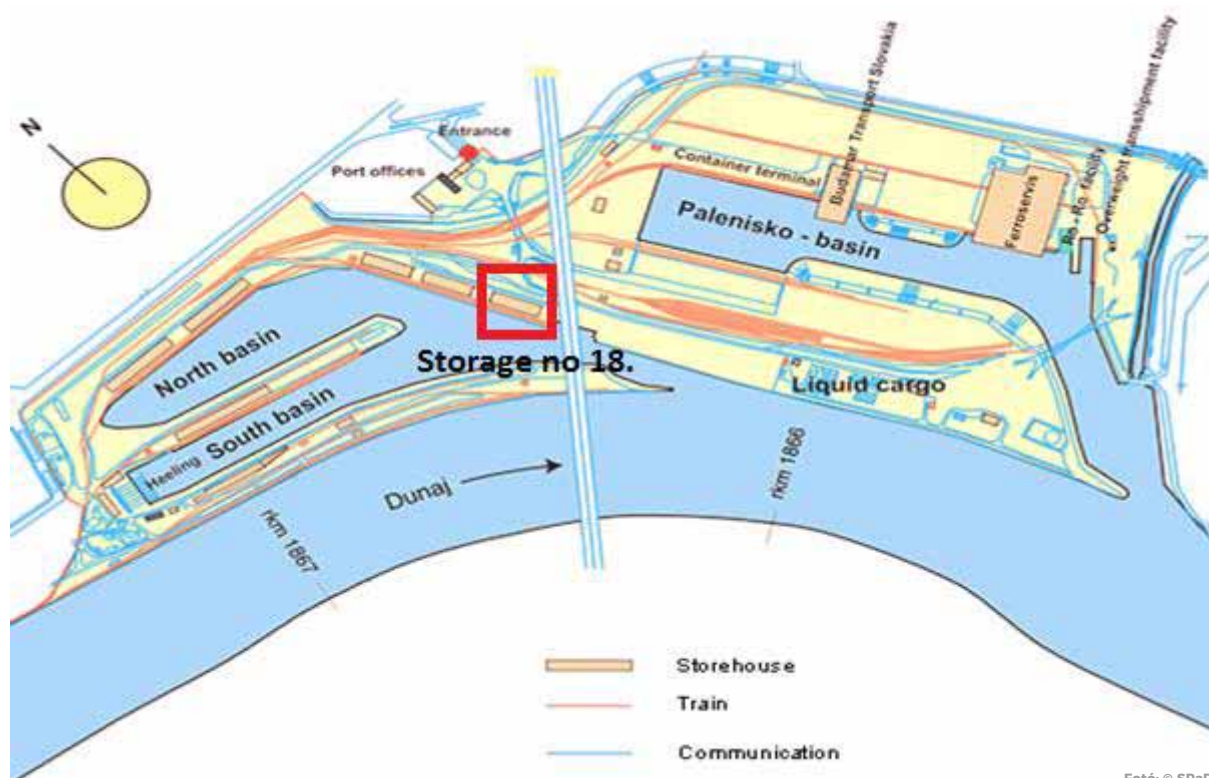 N
Entrance
Port offices
Container terminal
Budamar Transport Slovakia
Ferroservis
Ro - Ro facility
Overweight transshipment facility
Palenisko - basin
North basin
Storage no 18.
South basin
Haeling
Liquid cargo
Dunaj
rkm 1866
rkm 1867
Storehouse
Train
Communication